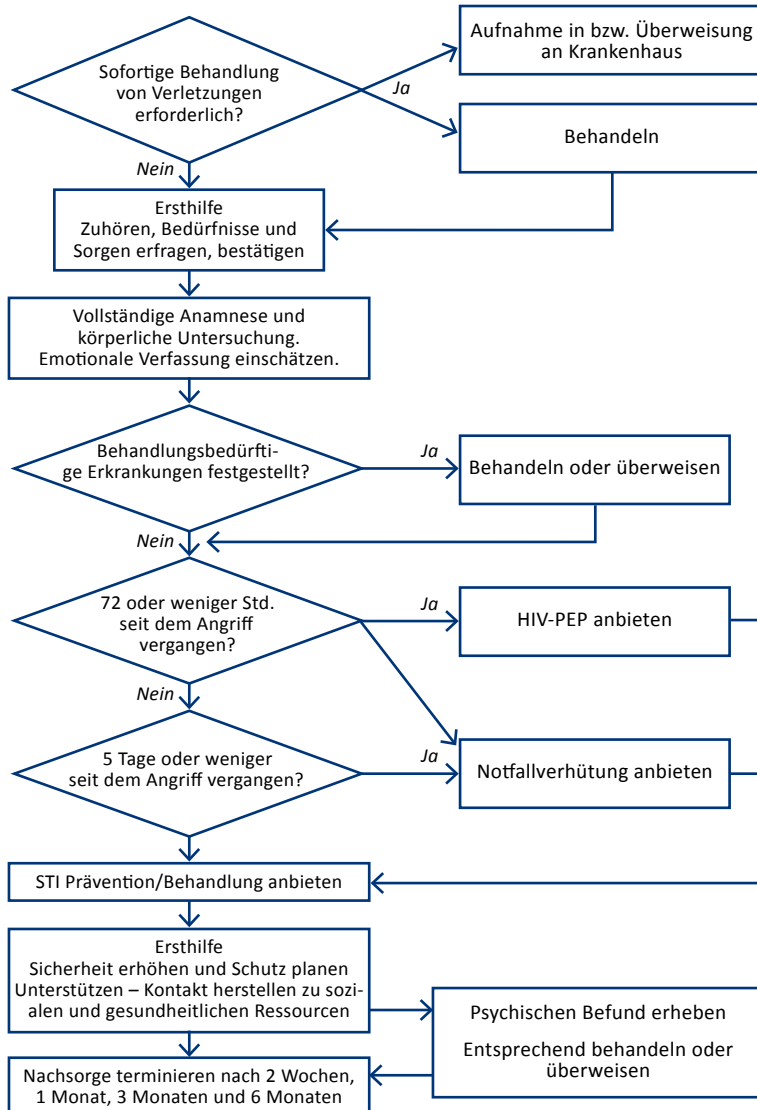 Sofortige Behandlung
von Verletzungen
erforderlich?
Ja
Aufnahme in bzw. Überweisung
an Krankenhaus
Behandeln
Nein
Ersthilfe
Zuhören, Bedürfnisse und
Sorgen erfragen, bestätigen
Vollständige Anamnese und
körperliche Untersuchung.
Emotionale Verfassung einschätzen.
Behandlungsbedürfti-
ge Erkrankungen festgestellt?
Ja
Behandeln oder überweisen
Nein
72 oder weniger Std.
seit dem Angriff
vergangen?
Ja
HIV-PEP anbieten
Nein
5 Tage oder weniger
seit dem Angriff vergangen?
Ja
Notfallverhütung anbieten
STI Prävention/Behandlung anbieten
Ersthilfe
Sicherheit erhöhen und Schutz planen
Unterstützen – Kontakt herstellen zu sozi-
alen und gesundheitlichen Ressourcen
Psychischen Befund erheben
Entsprechend behandeln oder
überweisen
Nachsorge terminieren nach 2 Wochen,
1 Monat, 3 Monaten und 6 Monaten